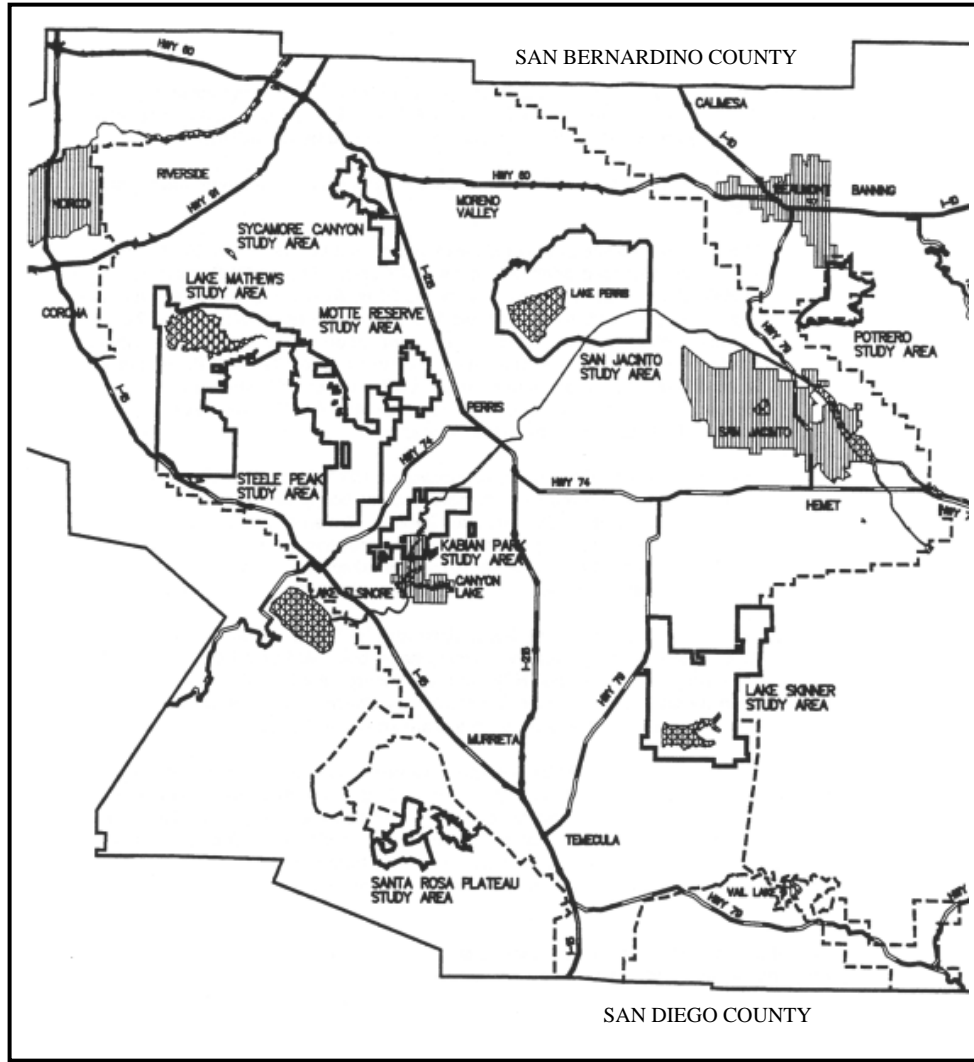 SAN BERNARDINO COUNTY
HWY 60
CALIMESA
I-10
RIVERSIDE
HWY 91
HWY 60
BEAUMONT
BANNING
I-10
NORCO
MORENO
VALLEY
SYCAMORE CANYON
STUDY AREA
I-215
LAKE MATHEWS
STUDY AREA
LAKE PERRIS
CORONA
MOTTE RESERVE
STUDY AREA
HWY 79
POTRERO
STUDY AREA
SAN JACINTO
STUDY AREA
I-15
PERRIS
SAN JACINTO
HWY 74
STEELE PEAK
STUDY AREA
HWY 74
HEMET
KABIAN PARK
STUDY AREA
LAKE ELSINORE
CANYON
LAKE
I-215
HWY 79
LAKE SKINNER
STUDY AREA
I-15
MURRIETA
TEMECULA
SANTA ROSA PLATEAU
STUDY AREA
VAIL LAKE
HWY 79
HWY
I-15
SAN DIEGO COUNTY